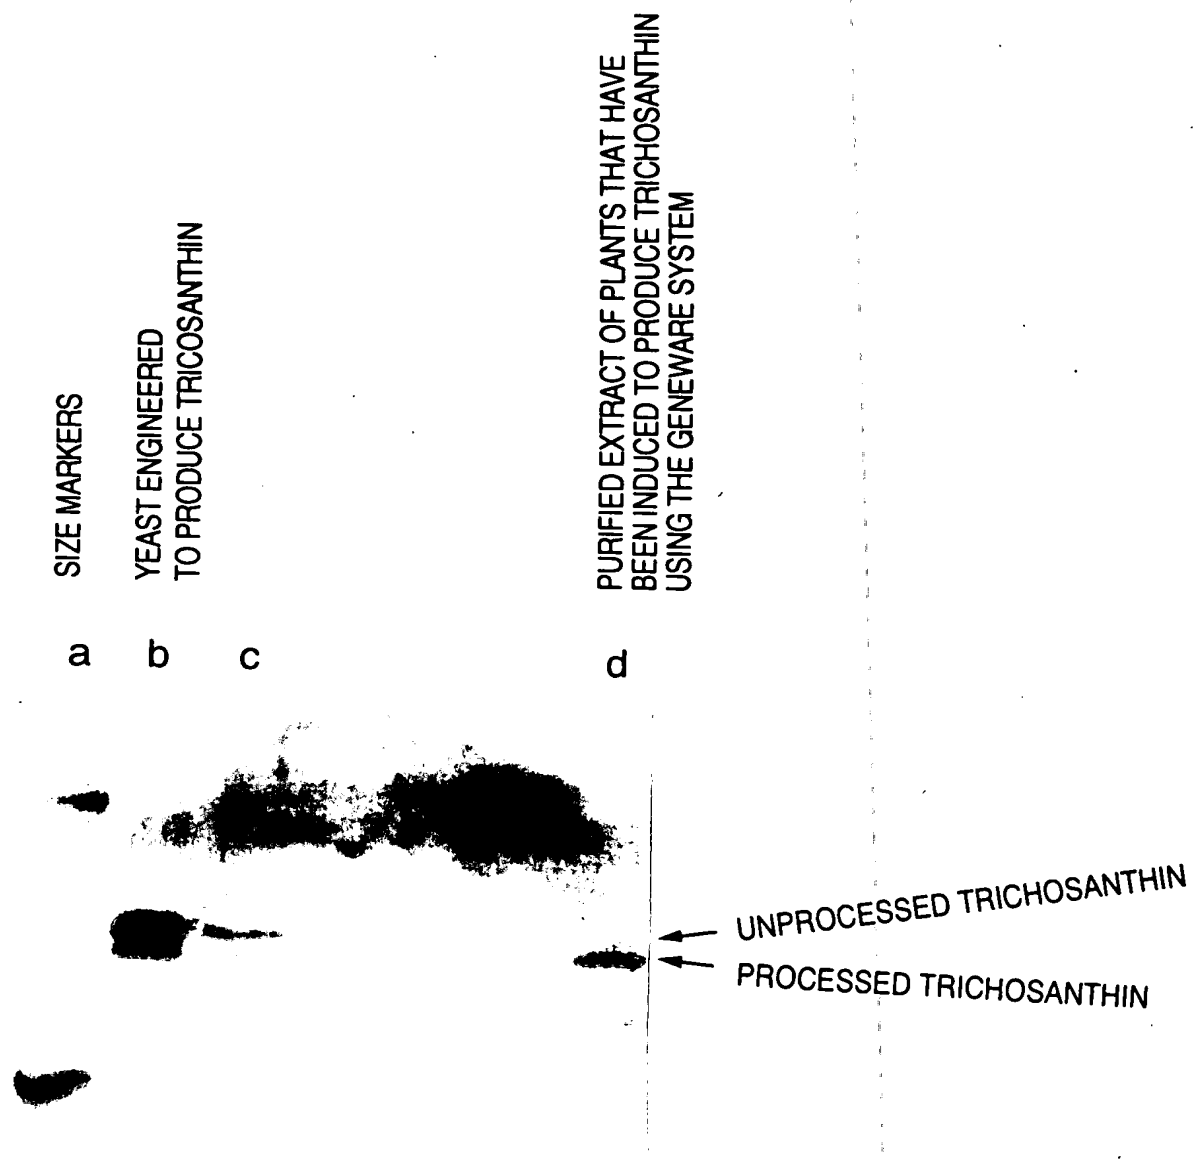 SIZE MARKERS
YEAST ENGINEERED
TO PRODUCE TRICOSANTHIN
PURIFIED EXTRACT OF PLANTS THAT HAVE
BEEN INDUCED TO PRODUCE TRICHOSANTHIN
USING THE GENEWARE SYSTEM
a b c d
UNPROCESSED TRICHOSANTHIN
PROCESSED TRICHOSANTHIN